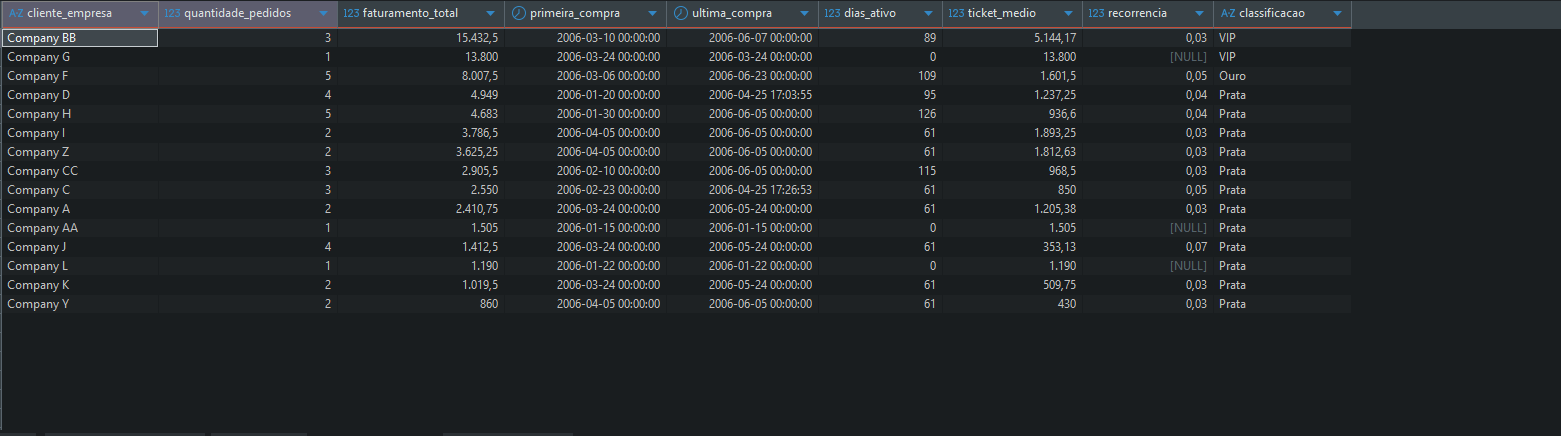 A-Z cliente_empresa 123 quantidade_pedidos 123 faturamento_total primeira_compra ultima_compra 123 dias_ativo 123 ticket_medio 123 recorrencia A-Z classificacao
Company BB 3 15.432,5 2006-03-10 00:00:00 2006-06-07 00:00:00 89 5.144,17 0,03 VIP
Company G 1 13.800 2006-03-24 00:00:00 2006-03-24 00:00:00 0 13.800 [NULL] VIP
Company F 5 8.007,5 2006-03-06 00:00:00 2006-06-23 00:00:00 109 1.601,5 0,05 Ouro
Company D 4 4.949 2006-01-20 00:00:00 2006-04-25 17:03:55 95 1.237,25 0,04 Prata
Company H 5 4.683 2006-01-30 00:00:00 2006-06-05 00:00:00 126 936,6 0,04 Prata
Company I 2 3.786,5 2006-04-05 00:00:00 2006-06-05 00:00:00 61 1.893,25 0,03 Prata
Company Z 2 3.625,25 2006-04-05 00:00:00 2006-06-05 00:00:00 61 1.812,63 0,03 Prata
Company CC 3 2.905,5 2006-02-10 00:00:00 2006-06-05 00:00:00 115 968,5 0,03 Prata
Company C 3 2.550 2006-02-23 00:00:00 2006-04-25 17:26:53 61 850 0,05 Prata
Company A 2 2.410,75 2006-03-24 00:00:00 2006-05-24 00:00:00 61 1.205,38 0,03 Prata
Company AA 1 1.505 2006-01-15 00:00:00 2006-01-15 00:00:00 0 1.505 [NULL] Prata
Company J 4 1.412,5 2006-03-24 00:00:00 2006-05-24 00:00:00 61 353,13 0,07 Prata
Company L 1 1.190 2006-01-22 00:00:00 2006-01-22 00:00:00 0 1.190 [NULL] Prata
Company K 2 1.019,5 2006-03-24 00:00:00 2006-05-24 00:00:00 61 509,75 0,03 Prata
Company Y 2 860 2006-04-05 00:00:00 2006-06-05 00:00:00 61 430 0,03 Prata